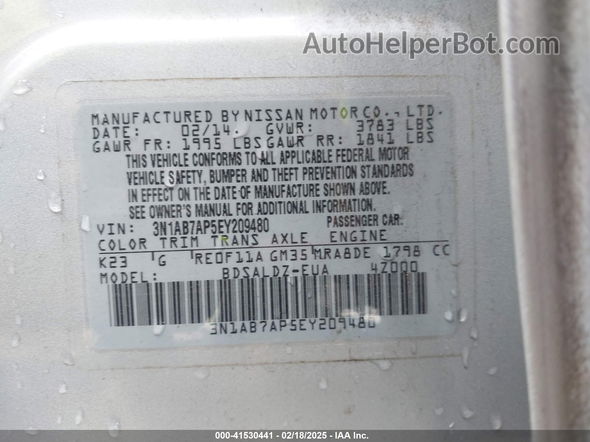 AutoHelperBot.com
MANUFACTURED BY NISSAN MOTOR CO., LTD.
DATE: 02/14. GVWR: 3783 LBS
GAWR FR: 1995 LBS GAWR RR: 1841 LBS
THIS VEHICLE CONFORMS TO ALL APPLICABLE FEDERAL MOTOR
VEHICLE SAFETY, BUMPER AND THEFT PREVENTION STANDARDS
IN EFFECT ON THE DATE OF MANUFACTURE SHOWN ABOVE.
SEE OWNER'S MANUAL FOR ADDITIONAL INFORMATION.
VIN: 3N1AB7AP5EY209480 PASSENGER CAR
COLOR TRIM TRANS AXLE ENGINE
K23 G RE0F11A GM35 MRA8DE 1798 CC
MODEL: BDSALDZ-EUA 4Z000
3N1AB7AP5EY209480
000-41530441 — 02/18/2025 — IAA Inc.